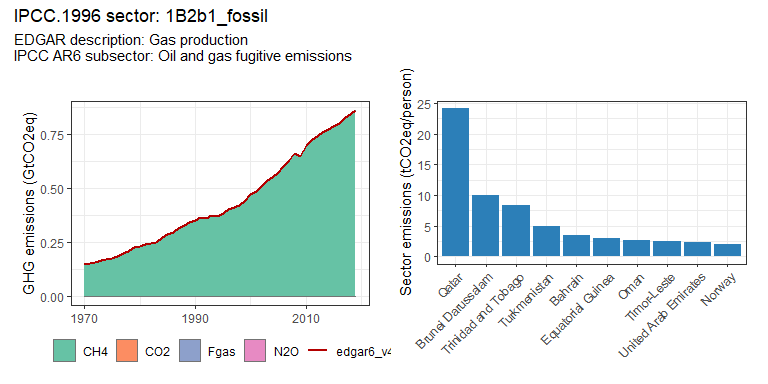 IPCC.1996 sector: 1B2b1_fossil
EDGAR description: Gas production
IPCC AR6 subsector: Oil and gas fugitive emissions
GHG emissions (GtCO2eq)
0.75
0.50
0.25
0.00
1970
1990
2010
CH4
CO2
Fgas
N2O
edgar6_v4
Sector emissions (tCO2eq/person)
25
20
15
10
5
0
Qatar
Brunei Darussalam
Trinidad and Tobago
Turkmenistan
Bahrain
Equatorial Guinea
Oman
Timor-Leste
United Arab Emirates
Norway